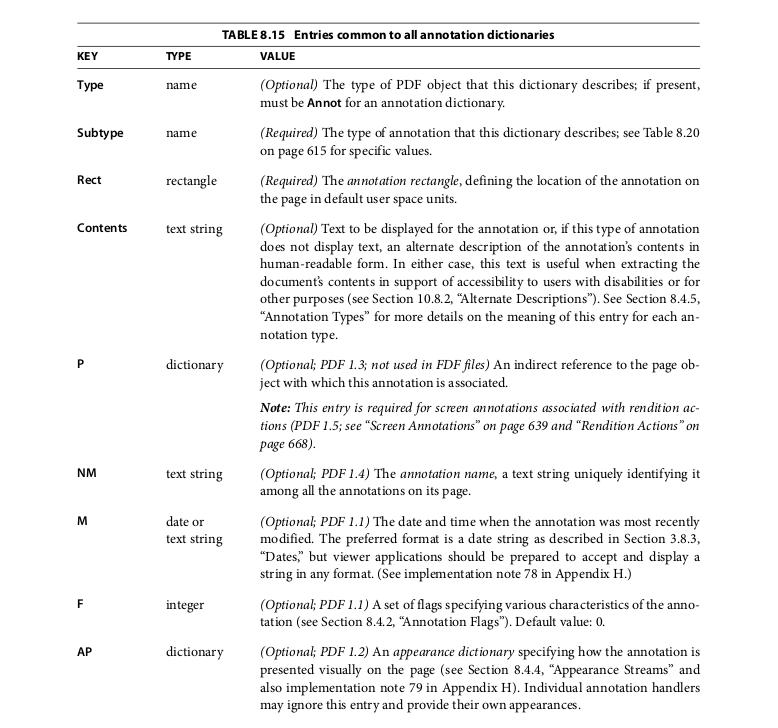 TABLE 8.15 Entries common to all annotation dictionaries
KEY TYPE VALUE
Type name (Optional) The type of PDF object that this dictionary describes; if present,
must be Annot for an annotation dictionary.
Subtype name (Required) The type of annotation that this dictionary describes; see Table 8.20
on page 615 for specific values.
Rect rectangle (Required) The annotation rectangle, defining the location of the annotation on
the page in default user space units.
Contents text string (Optional) Text to be displayed for the annotation or, if this type of annotation
does not display text, an alternate description of the annotation’s contents in
human-readable form. In either case, this text is useful when extracting the
document’s contents in support of accessibility to users with disabilities or for
other purposes (see Section 10.8.2, “Alternate Descriptions”). See Section 8.4.5,
“Annotation Types” for more details on the meaning of this entry for each an-
notation type.
P dictionary (Optional; PDF 1.3; not used in FDF files) An indirect reference to the page ob-
ject with which this annotation is associated.
Note: This entry is required for screen annotations associated with rendition ac-
tions (PDF 1.5; see “Screen Annotations” on page 639 and “Rendition Actions” on
page 668).
NM text string (Optional; PDF 1.4) The annotation name, a text string uniquely identifying it
among all the annotations on its page.
M date or (Optional; PDF 1.1) The date and time when the annotation was most recently
text string modified. The preferred format is a date string as described in Section 3.8.3,
“Dates,” but viewer applications should be prepared to accept and display a
string in any format. (See implementation note 78 in Appendix H.)
F integer (Optional; PDF 1.1) A set of flags specifying various characteristics of the anno-
tation (see Section 8.4.2, “Annotation Flags”). Default value: 0.
AP dictionary (Optional; PDF 1.2) An appearance dictionary specifying how the annotation is
presented visually on the page (see Section 8.4.4, “Appearance Streams” and
also implementation note 79 in Appendix H). Individual annotation handlers
may ignore this entry and provide their own appearances.